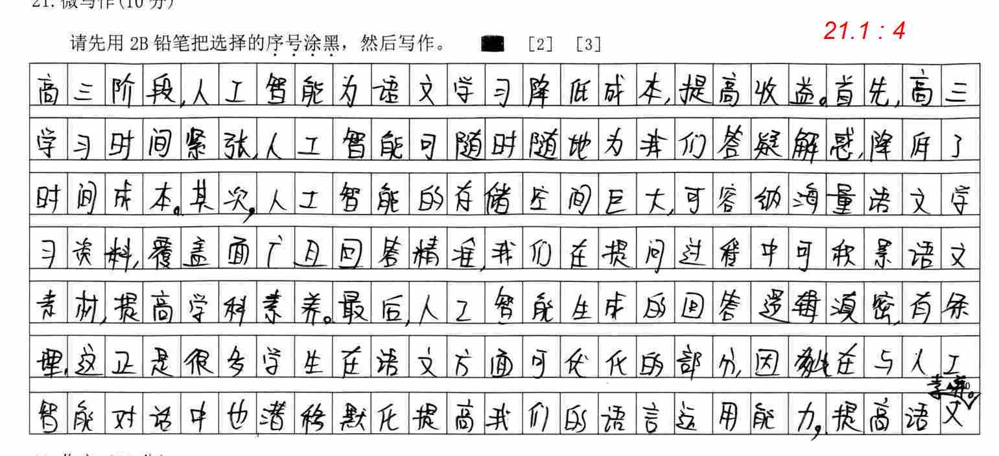 21. 微写作(10 分)
21.1 : 4
请先用 2B 铅笔把选择的序号涂黑，然后写作。 [2] [3]
高三阶段,人工智能为语文学习降低成本,提高收益。首先,高三
学习时间紧张,人工智能可随时随地为我们答疑解惑,降低了
时间成本。其次,人工智能的存储空间巨大,可容纳海量语文学
习资料,覆盖面广且回答精准,我们在提问过程中可积累语文
素材,提高学科素养。最后,人工智能生成的回答逻辑缜密,有条
理,这正是很多学生在语文方面可优化的部分,因此在与人工
智能对话中也潜移默化提高我们的语言运用能力,提高语文
素养。